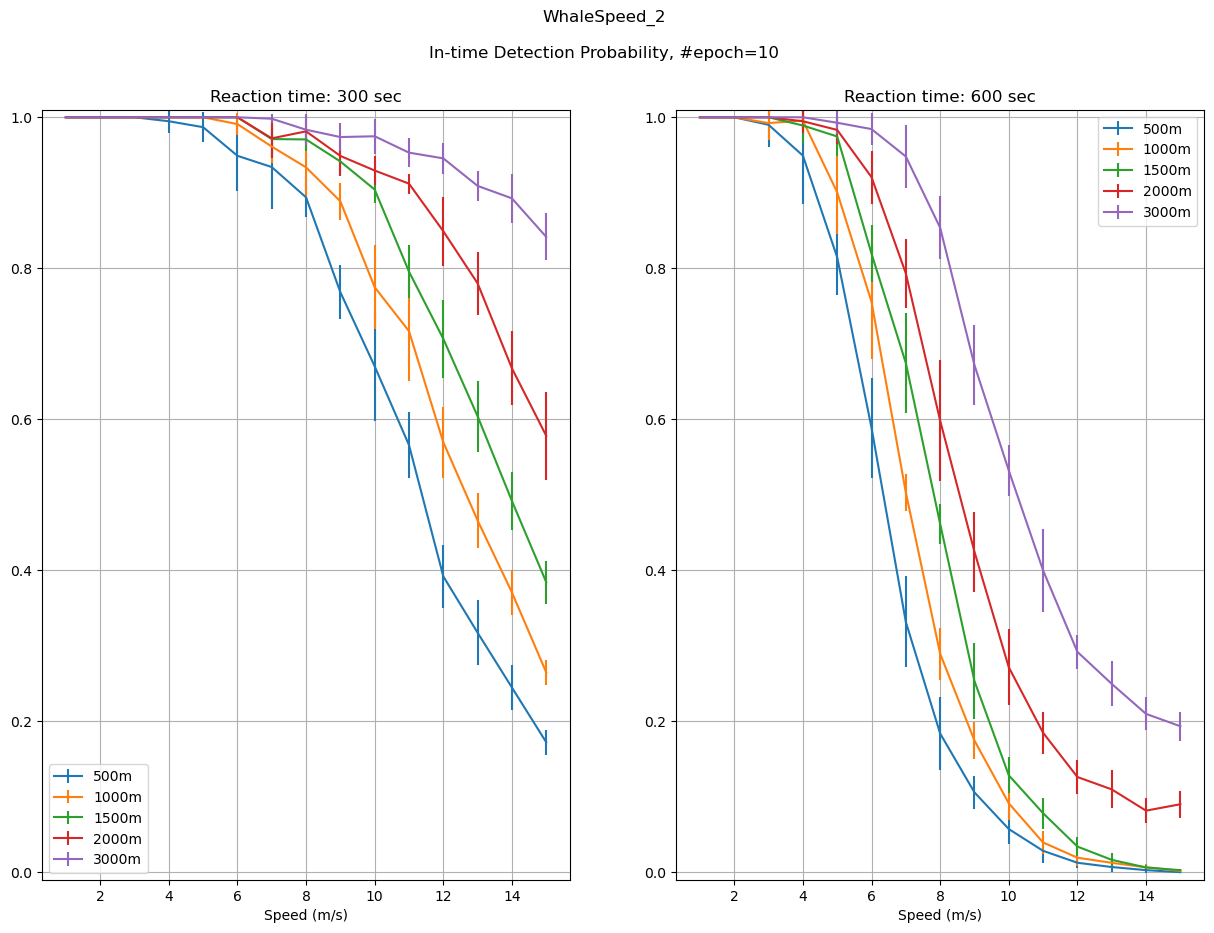 WhaleSpeed_2
In-time Detection Probability, #epoch=10
Reaction time: 300 sec
1.0
0.8
0.6
0.4
0.2
0.0
2
4
6
8
10
12
14
Speed (m/s)
500m
1000m
1500m
2000m
3000m
Reaction time: 600 sec
1.0
0.8
0.6
0.4
0.2
0.0
2
4
6
8
10
12
14
Speed (m/s)
500m
1000m
1500m
2000m
3000m